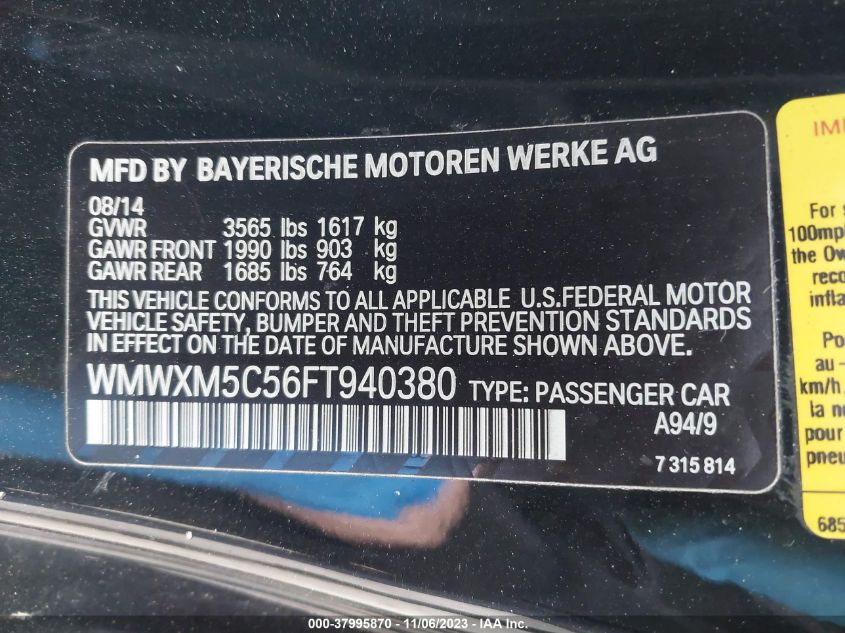 MFD BY BAYERISCHE MOTOREN WERKE AG
08/14
GVWR 3565 lbs 1617 kg
GAWR FRONT 1990 lbs 903 kg
GAWR REAR 1685 lbs 764 kg
THIS VEHICLE CONFORMS TO ALL APPLICABLE U.S.FEDERAL MOTOR
VEHICLE SAFETY, BUMPER AND THEFT PREVENTION STANDARDS
IN EFFECT ON THE DATE OF MANUFACTURE SHOWN ABOVE.
WMWXM5C56FT940380 TYPE: PASSENGER CAR
A94/9
7 315 814
For s
100mpl
the Ow
reco
infla
Po
au -
km/h,
la no
pour
pneu
685
000-37995870 - 11/06/2023 - IAA Inc.